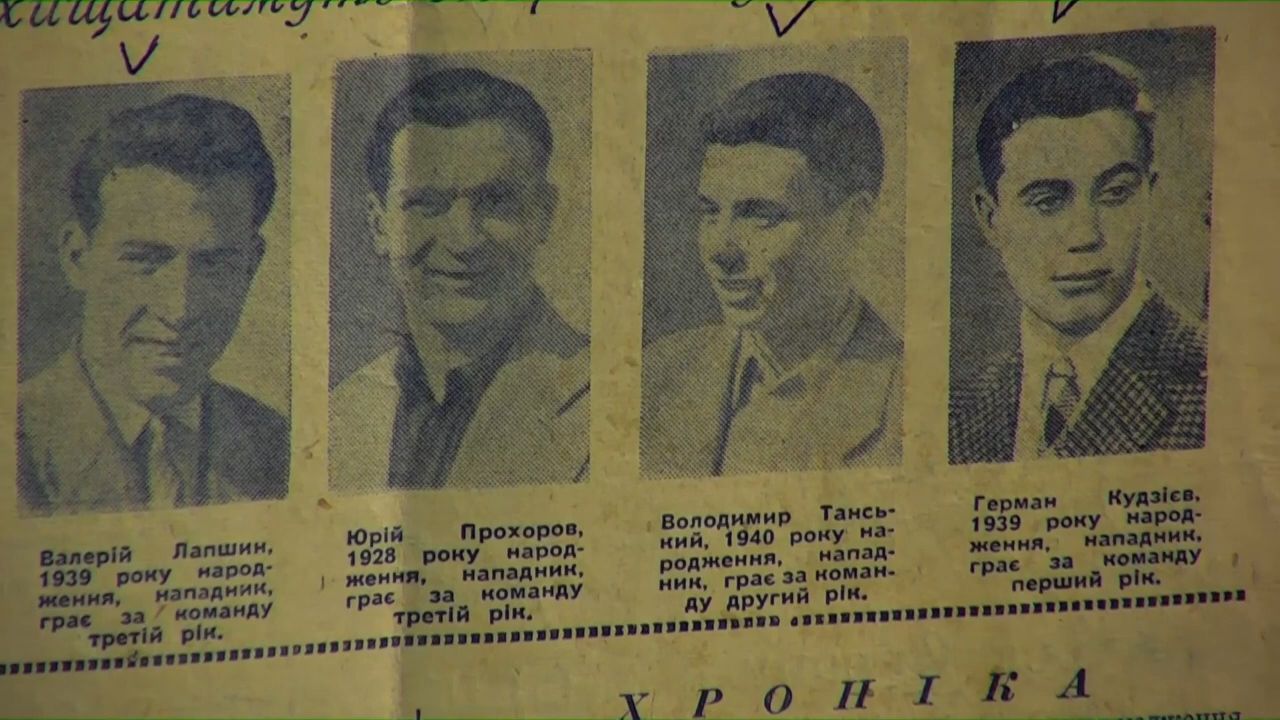 Валерій Лапшин,
1939 року народ-
ження, нападник,
грає за команду
третій рік.
Юрій Прохоров,
1928 року народ-
ження, нападник,
грає за команду
третій рік.
Володимир Тансь-
кий, 1940 року на-
родження, напад-
ник, грає за коман-
ду другий рік.
Герман Кудзієв,
1939 року народ-
ження, нападник,
грає за команду
перший рік.
ХРОНІКА